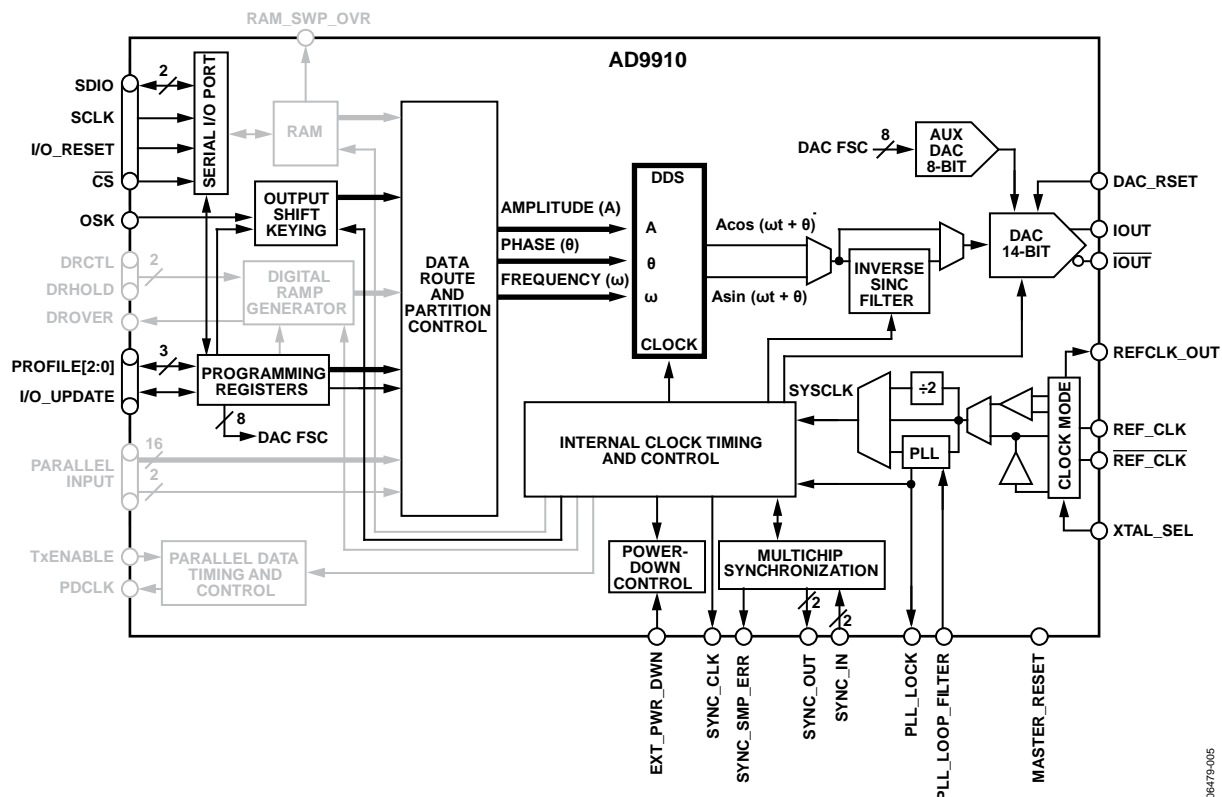 RAM_SWP_OVR
AD9910
SDIO
2
SCLK
I/O_RESET
CS
OSK
SERIAL I/O PORT
RAM
OUTPUT
SHIFT
KEYING
DRCTL
2
DRHOLD
DROVER
DIGITAL
RAMP
GENERATOR
PROFILE[2:0]
3
I/O_UPDATE
PROGRAMMING
REGISTERS
8
DAC FSC
PARALLEL
INPUT
16
2
TxENABLE
PDCLK
PARALLEL DATA
TIMING AND
CONTROL
DATA
ROUTE
AND
PARTITION
CONTROL
AMPLITUDE (A)
PHASE (θ)
FREQUENCY (ω)
DDS
A
θ
ω
CLOCK
Acos (ωt + θ)
Asin (ωt + θ)
INVERSE
SINC
FILTER
DAC FSC
8
AUX
DAC
8-BIT
DAC
14-BIT
DAC_RSET
IOUT
IOUT
REFCLK_OUT
REF_CLK
REF_CLK
XTAL_SEL
CLOCK MODE
SYSCLK
÷2
PLL
INTERNAL CLOCK TIMING
AND CONTROL
POWER-
DOWN
CONTROL
MULTICHIP
SYNCHRONIZATION
2
2
EXT_PWR_DWN
SYNC_CLK
SYNC_SMP_ERR
SYNC_OUT
SYNC_IN
PLL_LOCK
PLL_LOOP_FILTER
MASTER_RESET
06479-005